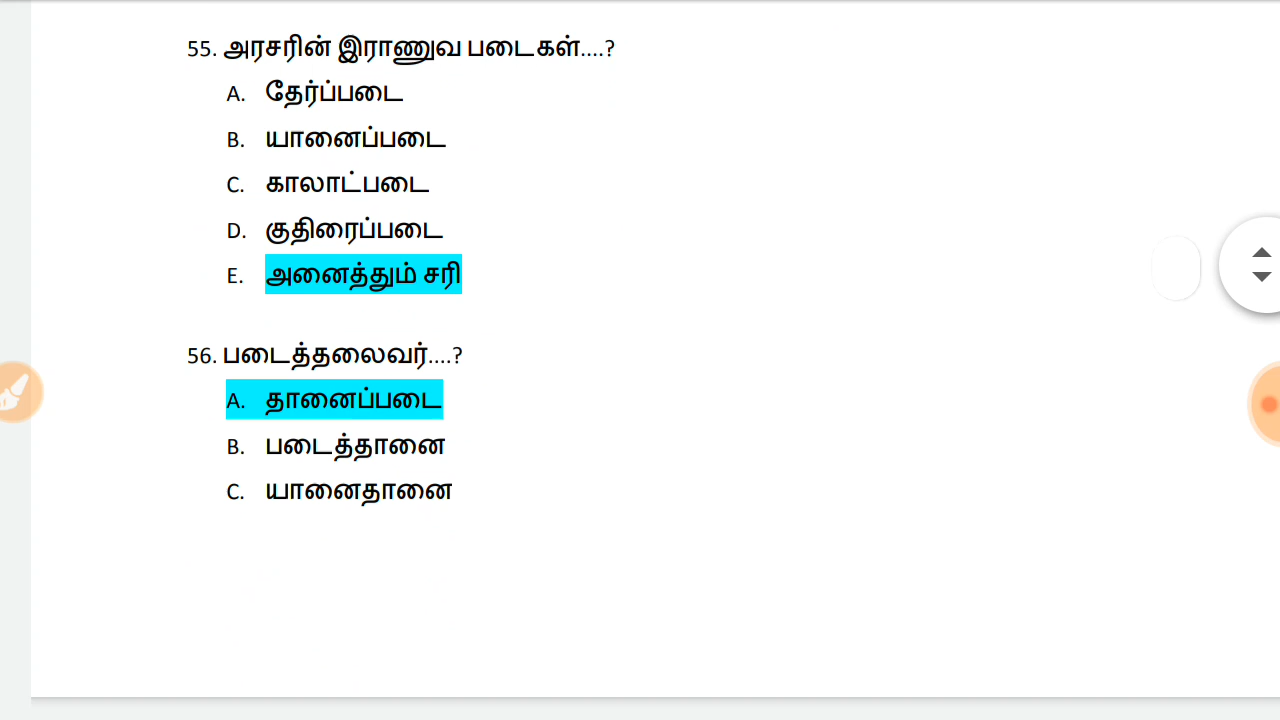 55. அரசரின் இராணுவ படைகள்....?
A. தேர்ப்படை
B. யானைப்படை
C. காலாட்படை
D. குதிரைப்படை
E. அனைத்தும் சரி
56. படைத்தலைவர்....?
A. தானைப்படை
B. படைத்தானை
C. யானைதானை